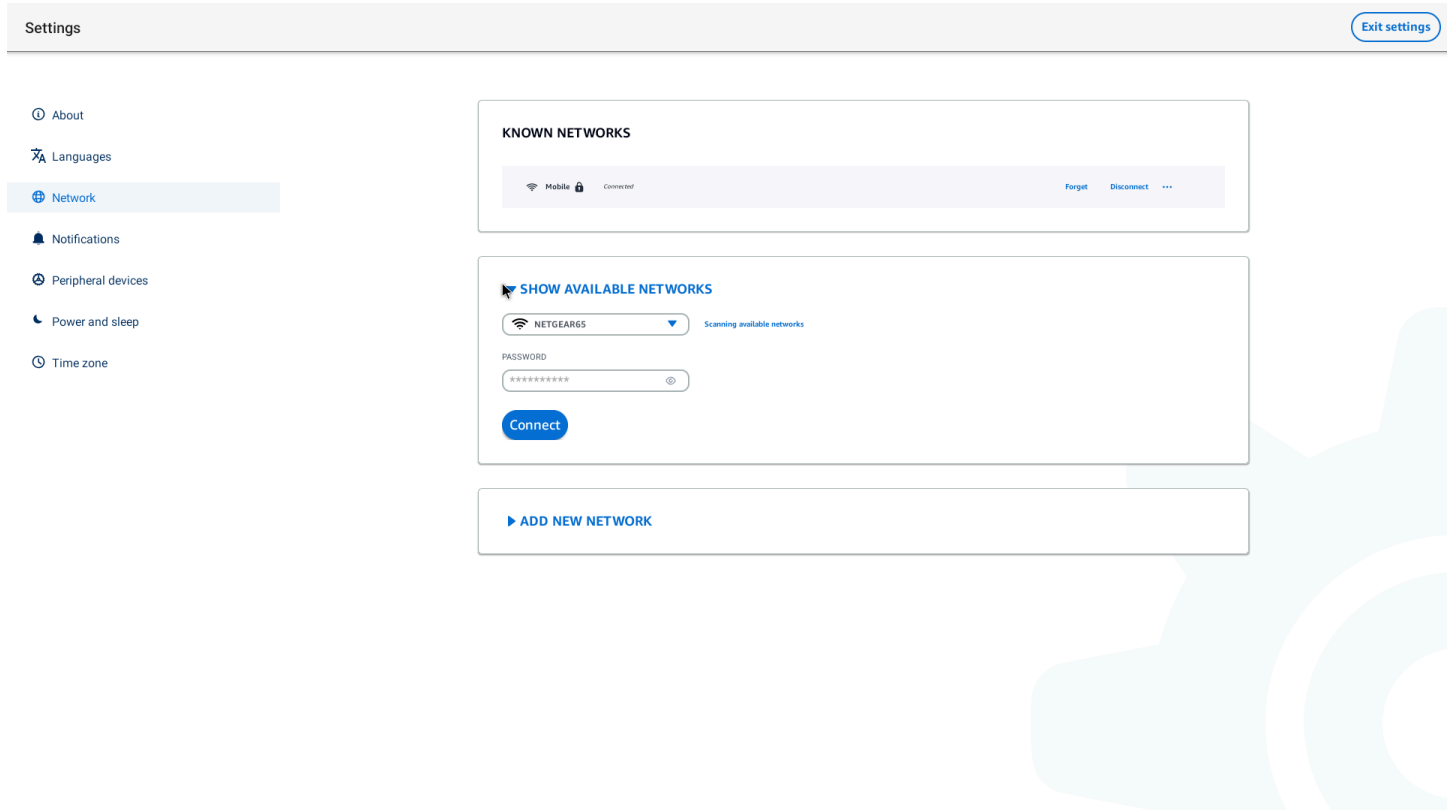 Settings
Exit settings
About
Languages
Network
Notifications
Peripheral devices
Power and sleep
Time zone
KNOWN NETWORKS
Mobile Connected Forget Disconnect ...
SHOW AVAILABLE NETWORKS
NETGEAR65 Scanning available networks
PASSWORD
**********
Connect
ADD NEW NETWORK